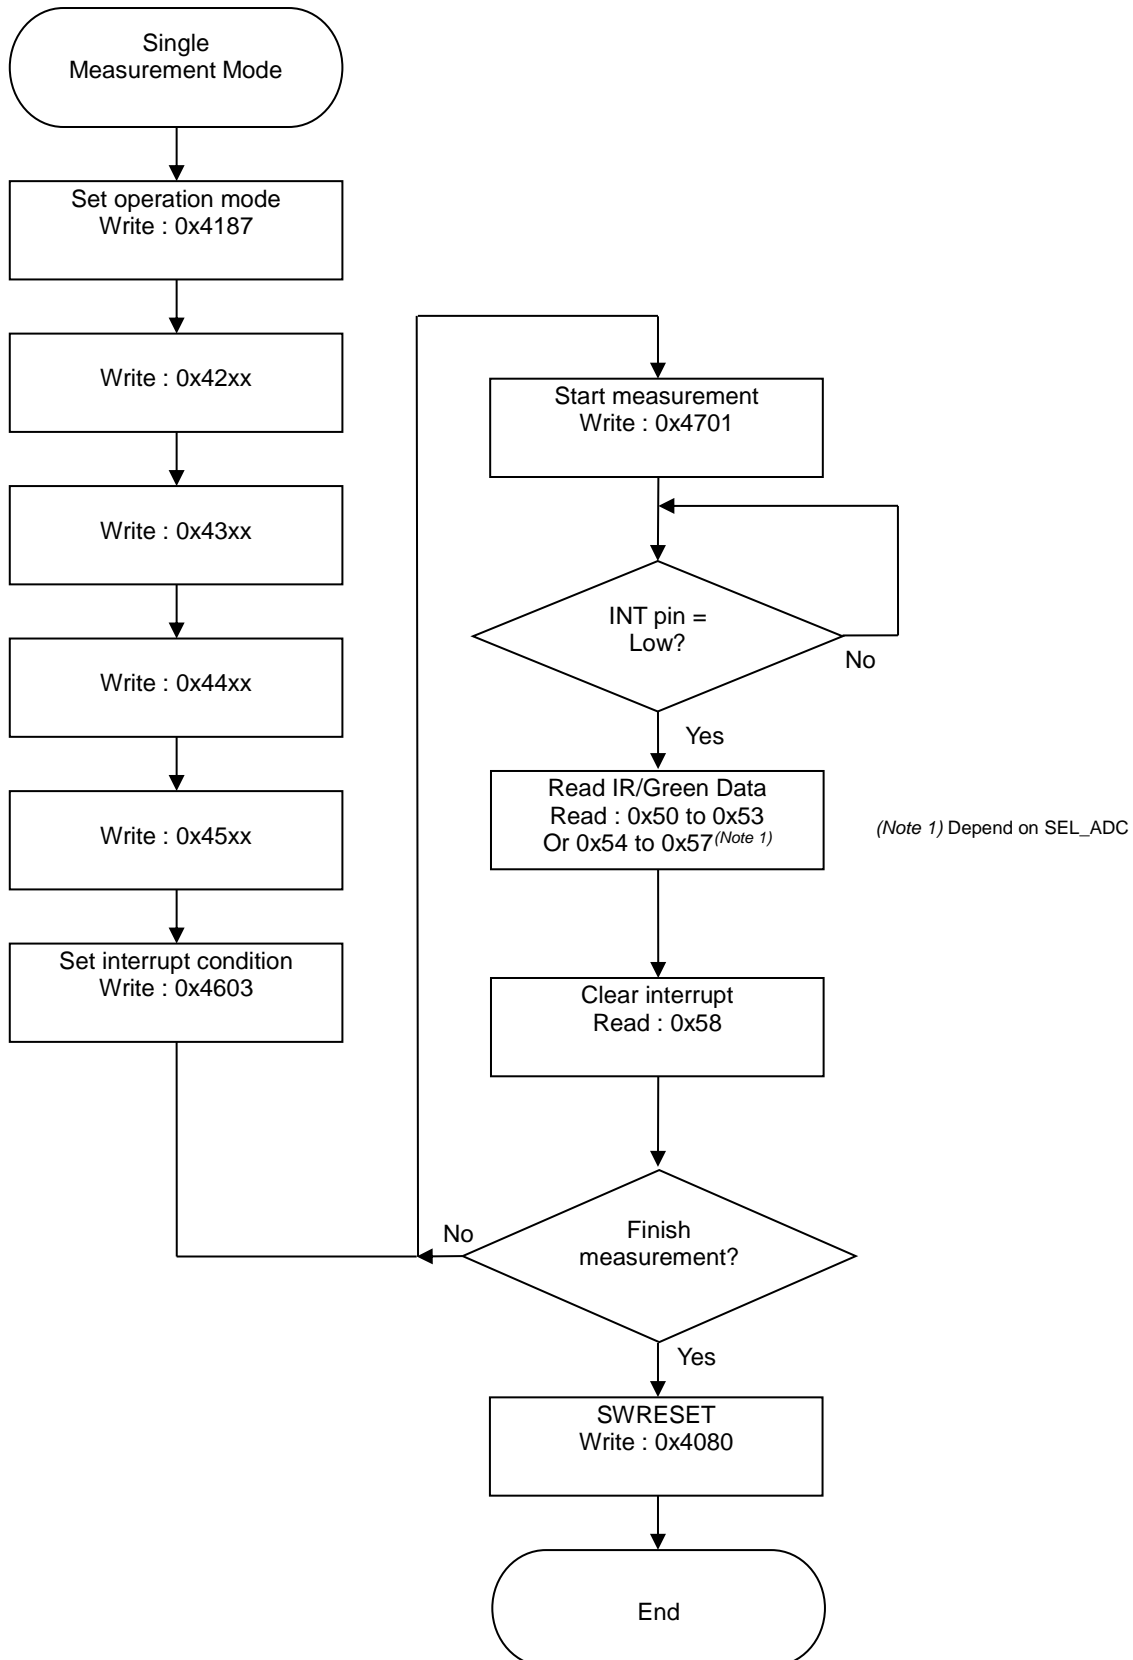 Single
Measurement Mode
Set operation mode
Write : 0x4187
Write : 0x42xx
Write : 0x43xx
Write : 0x44xx
Write : 0x45xx
Set interrupt condition
Write : 0x4603
Start measurement
Write : 0x4701
INT pin =
Low?
No
Yes
Read IR/Green Data
Read : 0x50 to 0x53
Or 0x54 to 0x57(Note 1)
(Note 1) Depend on SEL_ADC
Clear interrupt
Read : 0x58
No
Finish
measurement?
Yes
SWRESET
Write : 0x4080
End